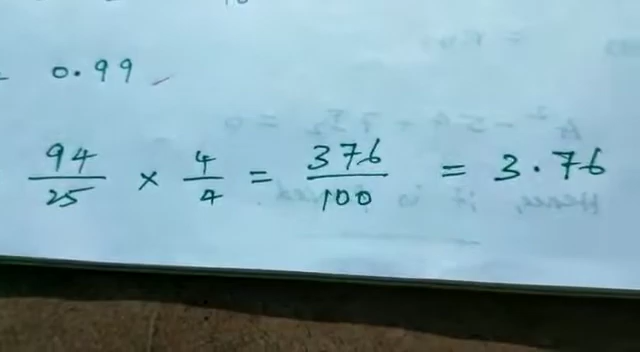 0.99
94/25 × 4/4 = 376/100 = 3.76